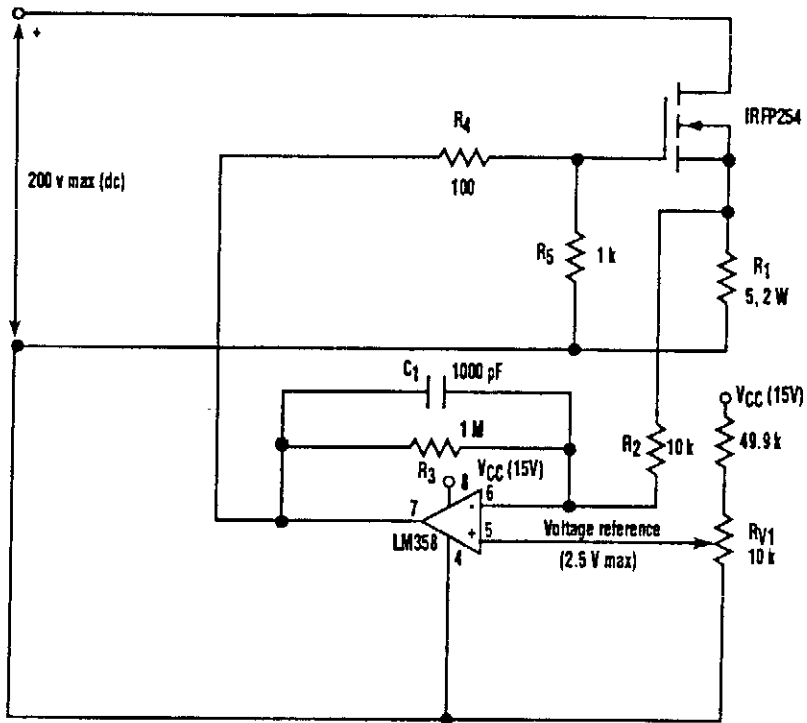 +
IRFP254
R4
100
200 v max (dc)
R5
1 k
R1
5, 2 W
C1
1000 pF
VCC (15V)
1 M
R2
10 k
49.9 k
R3
VCC (15V)
8
7
6
-
+
5
LM358
4
Voltage reference
(2.5 V max)
RV1
10 k